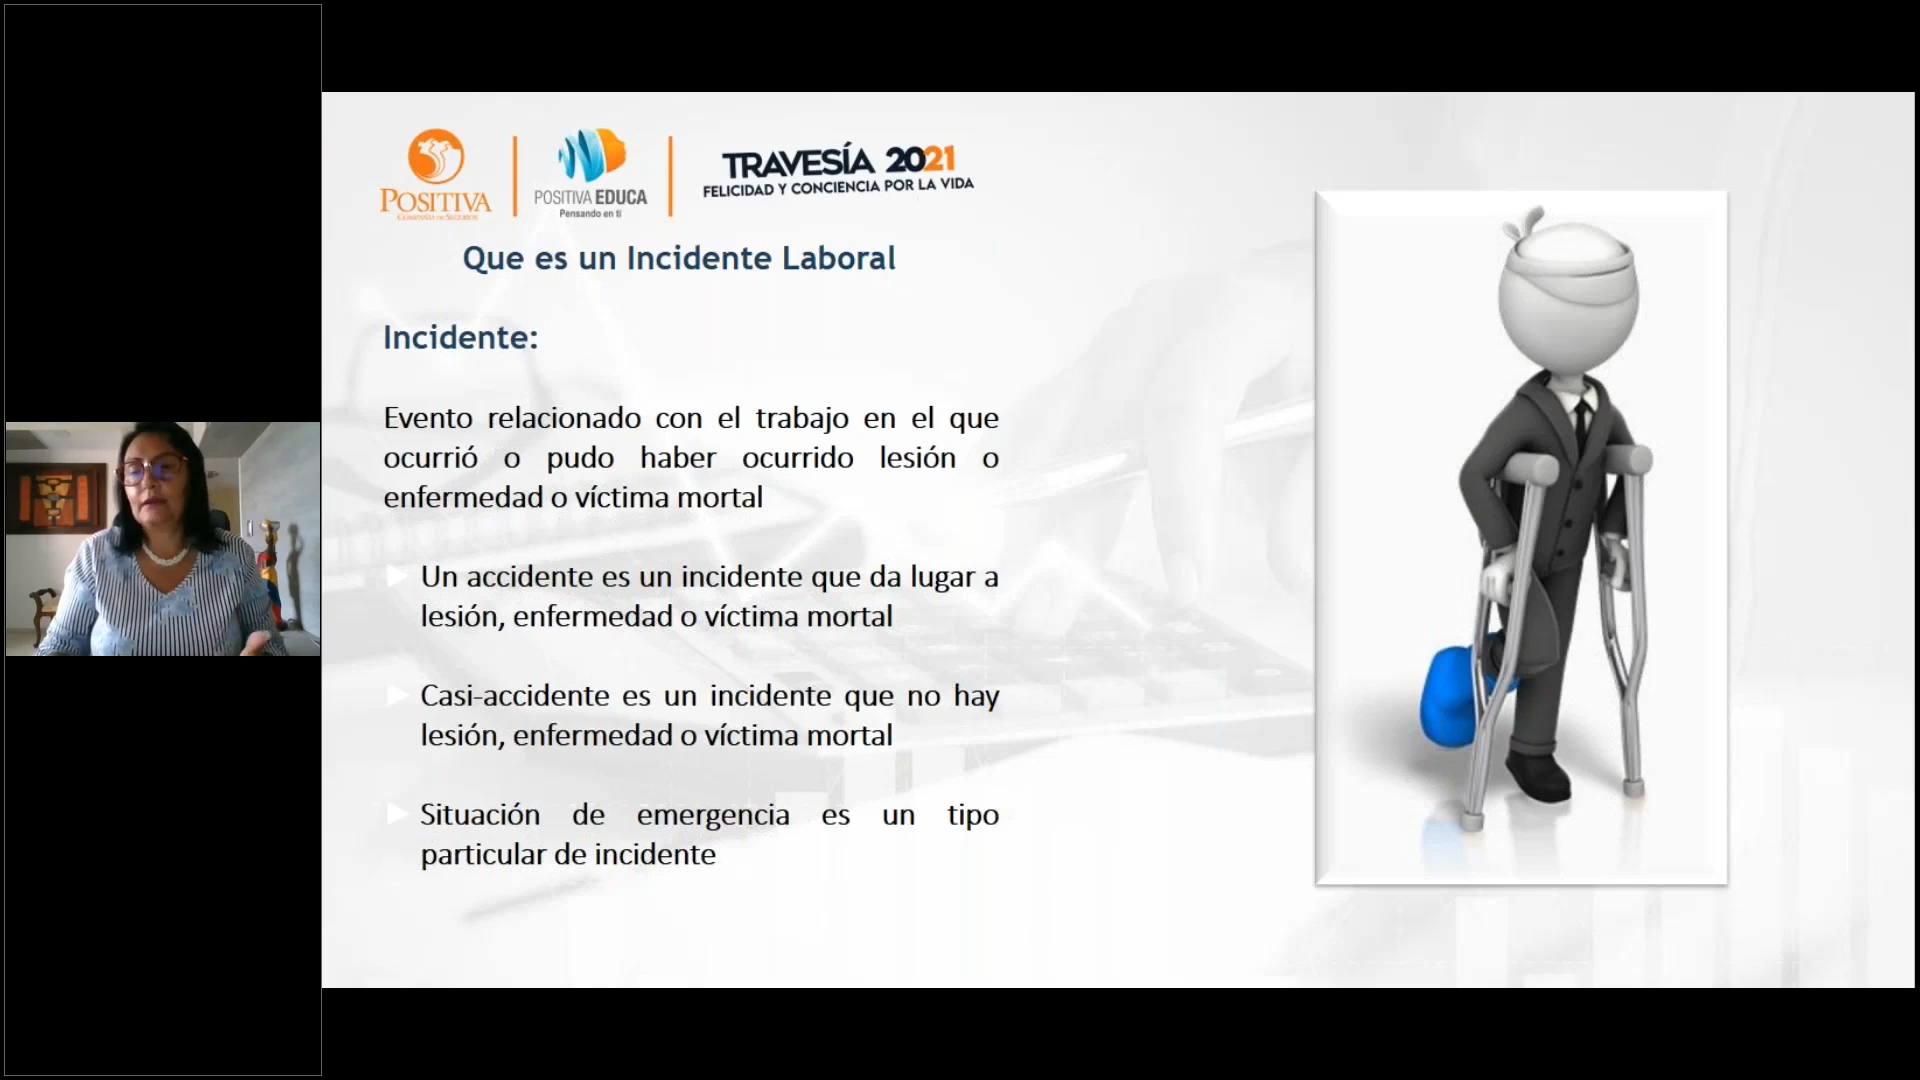 POSITIVA
COMPAÑÍA DE SEGUROS
POSITIVA EDUCA
Pensando en ti
TRAVESÍA 2021
FELICIDAD Y CONCIENCIA POR LA VIDA
Que es un Incidente Laboral
Incidente:
Evento relacionado con el trabajo en el que
ocurrió o pudo haber ocurrido lesión o
enfermedad o víctima mortal
Un accidente es un incidente que da lugar a
lesión, enfermedad o víctima mortal
Casi-accidente es un incidente que no hay
lesión, enfermedad o víctima mortal
Situación de emergencia es un tipo
particular de incidente